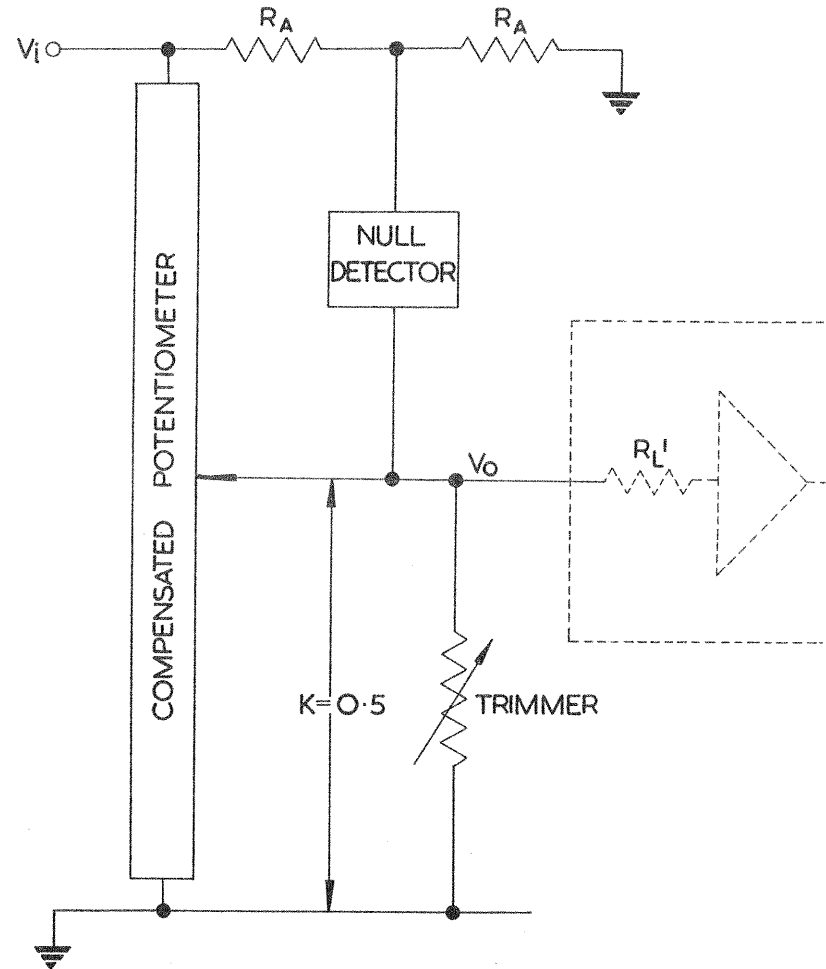 Vi
RA
RA
NULL
DETECTOR
COMPENSATED POTENTIOMETER
VO
RL'
K=0·5
TRIMMER